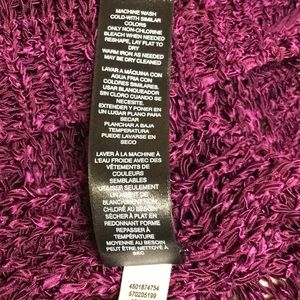 MACHINE WASH
COLD-WITH SIMILAR
COLORS
ONLY NON-CHLORINE
BLEACH WHEN NEEDED
RESHAPE, LAY FLAT TO
DRY
WARM IRON AS NEEDED
MAY BE DRY CLEANED
LAVAR A MÁQUINA CON
AGUA FRIA CON
COLORES SIMILARES.
USAR BLANQUEADOR
SIN CLORO CUANDO SE
NECESITE
EXTENDER Y PONER EN
UN LUGAR PLANO PARA
SECAR
PLANCHAR A BAJA
TEMPERATURA
PUEDE LAVARSE EN
SECO
LAVER À LA MACHINE À
L'EAU FROIDE AVEC DES
VÊTEMENTS DE
COULEURS
SEMBLABLES
UTILISER SEULEMENT
UN AGENT DE
BLANCHIMENT NON
CHLORÉ AU BESOIN
SÉCHER À PLAT EN
REDONNANT FORME
REPASSER À
TEMPÉRATURE
MOYENNE AU BESOIN
PEUT ÊTRE NETTOYÉ À
SEC
4501874754
670205199